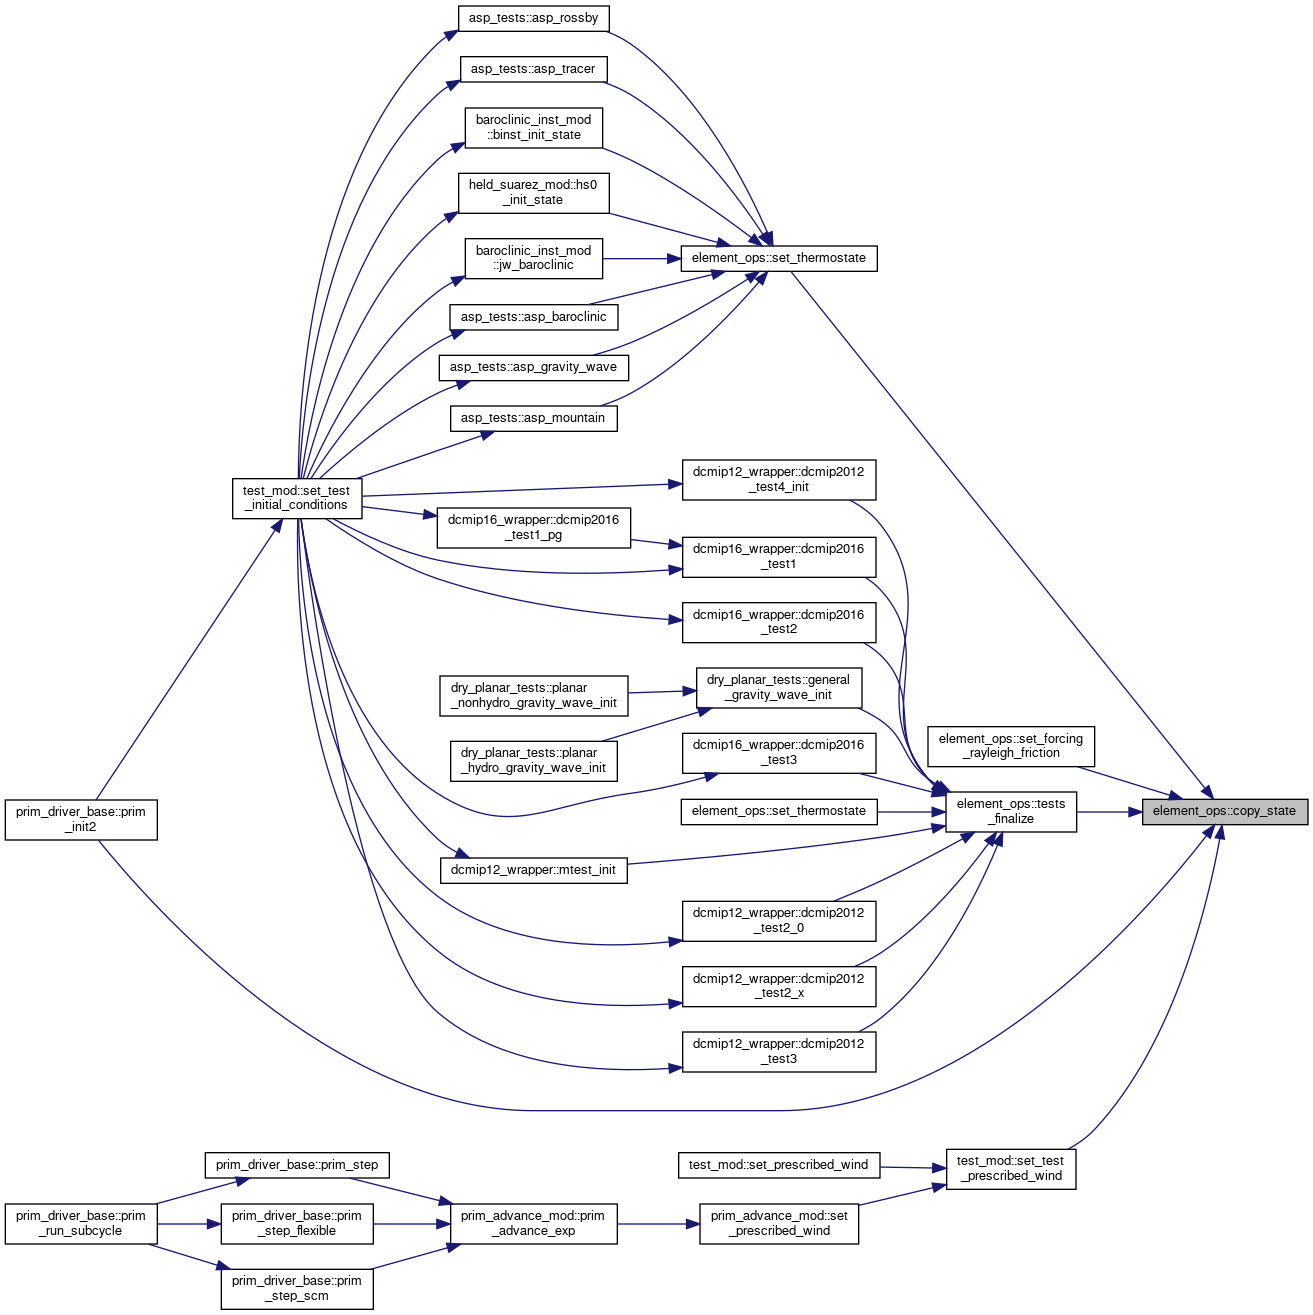 asp_tests::asp_rossby
asp_tests::asp_tracer
baroclinic_inst_mod
::binst_init_state
held_suarez_mod::hs0
_init_state
baroclinic_inst_mod
::jw_baroclinic
element_ops::set_thermostate
asp_tests::asp_baroclinic
asp_tests::asp_gravity_wave
asp_tests::asp_mountain
test_mod::set_test
_initial_conditions
dcmip12_wrapper::dcmip2012
_test4_init
dcmip16_wrapper::dcmip2016
_test1_pg
dcmip16_wrapper::dcmip2016
_test1
dcmip16_wrapper::dcmip2016
_test2
dry_planar_tests::general
_gravity_wave_init
dry_planar_tests::planar
_nonhydro_gravity_wave_init
dry_planar_tests::planar
_hydro_gravity_wave_init
dcmip16_wrapper::dcmip2016
_test3
element_ops::set_forcing
_rayleigh_friction
prim_driver_base::prim
_init2
element_ops::set_thermostate
element_ops::tests
_finalize
element_ops::copy_state
dcmip12_wrapper::mtest_init
dcmip12_wrapper::dcmip2012
_test2_0
dcmip12_wrapper::dcmip2012
_test2_x
dcmip12_wrapper::dcmip2012
_test3
prim_driver_base::prim_step
test_mod::set_prescribed_wind
test_mod::set_test
_prescribed_wind
prim_driver_base::prim
_run_subcycle
prim_driver_base::prim
_step_flexible
prim_advance_mod::prim
_advance_exp
prim_advance_mod::set
_prescribed_wind
prim_driver_base::prim
_step_scm